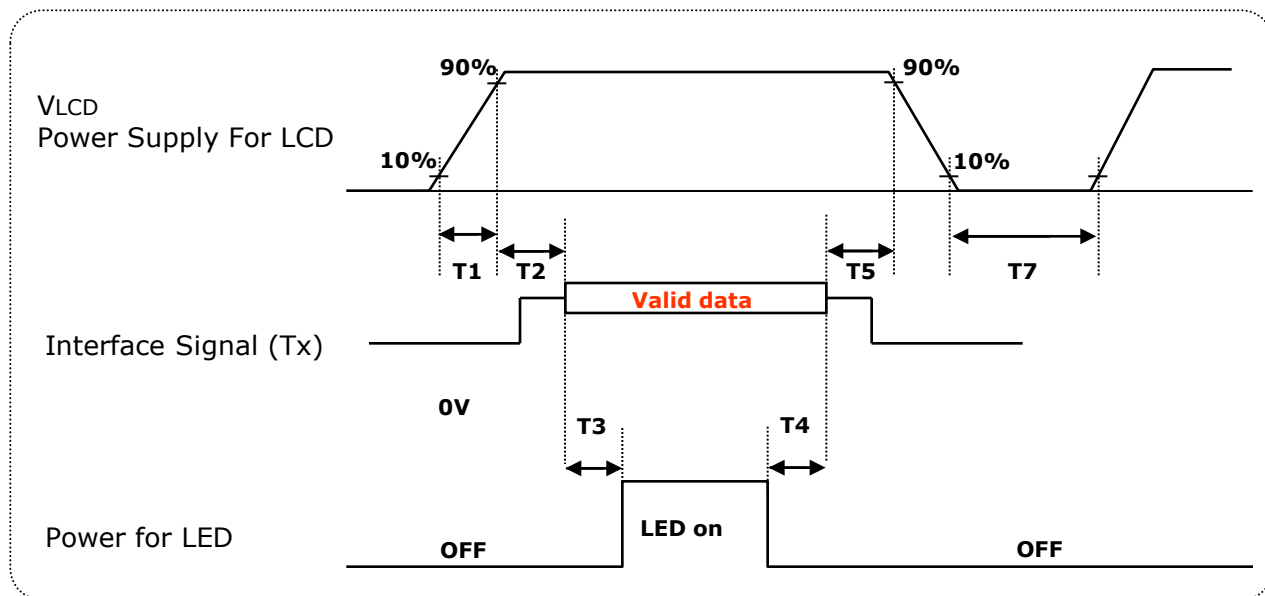 90%
90%
VLCD
Power Supply For LCD
10%
10%
T1
T2
T5
T7
Valid data
Interface Signal (Tx)
0V
T3
T4
LED on
Power for LED
OFF
OFF